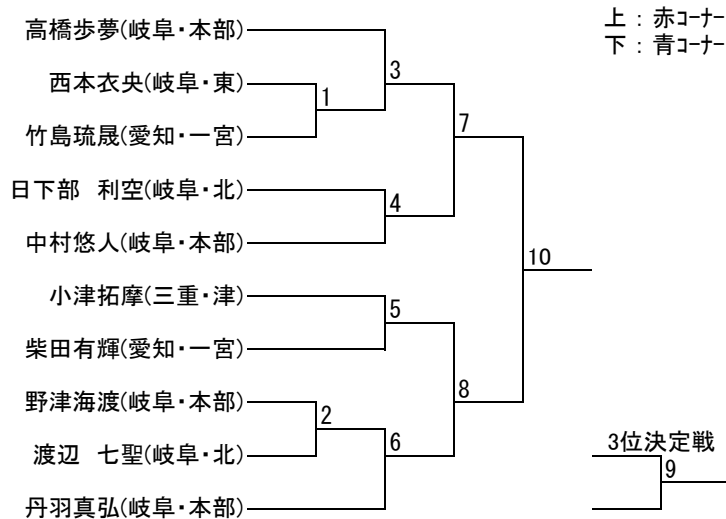 高橋歩夢(岐阜・本部)
上：赤ｺｰﾅｰ
下：青ｺｰﾅｰ
3
西本衣央(岐阜・東)
1
7
竹島琉晟(愛知・一宮)
日下部　利空(岐阜・北)
4
中村悠人(岐阜・本部)
10
小津拓摩(三重・津)
5
柴田有輝(愛知・一宮)
8
野津海渡(岐阜・本部)
2
6
3位決定戦
渡辺　七聖(岐阜・北)
9
丹羽真弘(岐阜・本部)